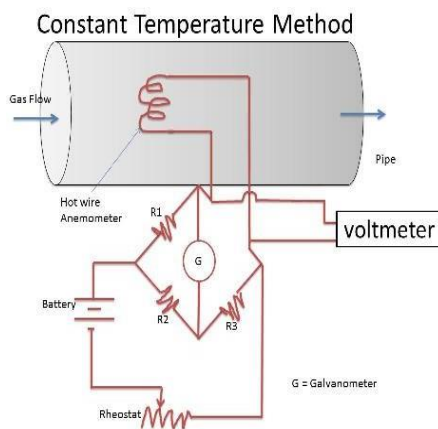 Constant Temperature Method
Gas Flow
Pipe
Hot wire
Anemometer
R1
voltmeter
G
Battery
R2
R3
G = Galvanometer
Rheostat